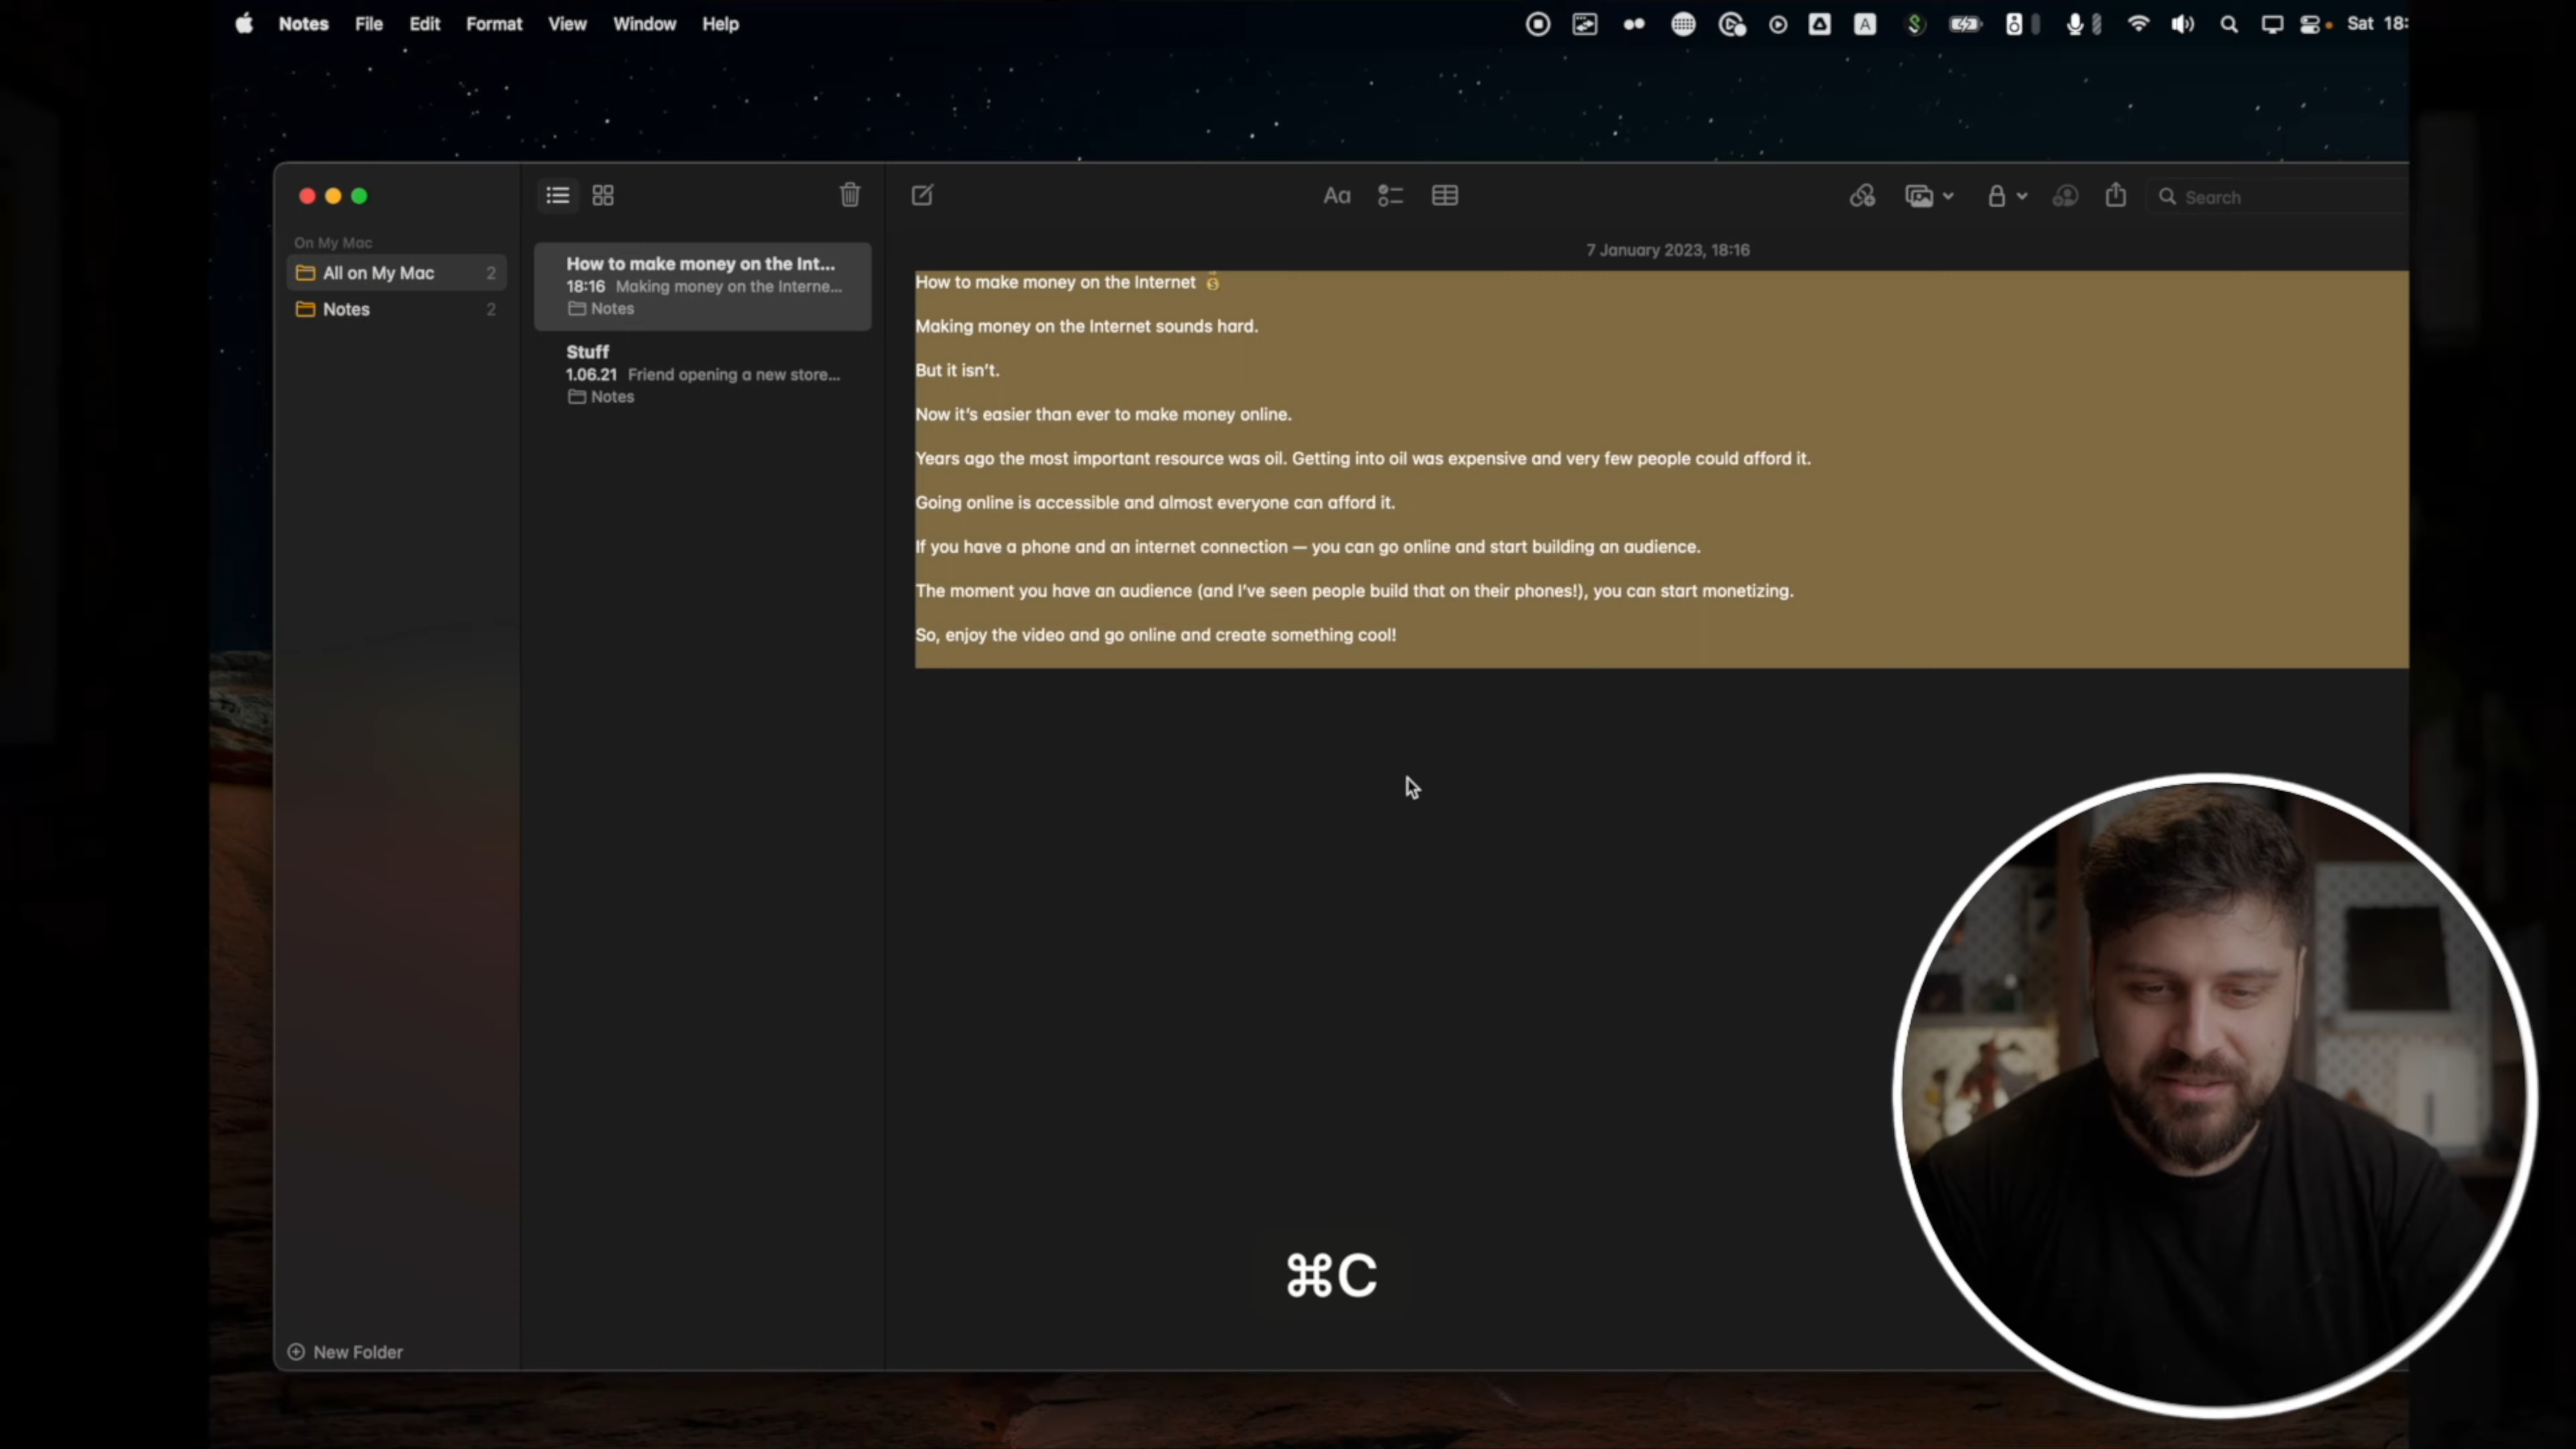 Notes File Edit Format View Window Help
A
Sat 18:
On My Mac
All on My Mac 2
Notes 2
How to make money on the Int...
18:16 Making money on the Interne...
Notes
Stuff
1.06.21 Friend opening a new store...
Notes
Aa
Search
7 January 2023, 18:16
How to make money on the Internet 💰
Making money on the Internet sounds hard.
But it isn't.
Now it's easier than ever to make money online.
Years ago the most important resource was oil. Getting into oil was expensive and very few people could afford it.
Going online is accessible and almost everyone can afford it.
If you have a phone and an internet connection — you can go online and start building an audience.
The moment you have an audience (and I've seen people build that on their phones!), you can start monetizing.
So, enjoy the video and go online and create something cool!
⌘C
New Folder